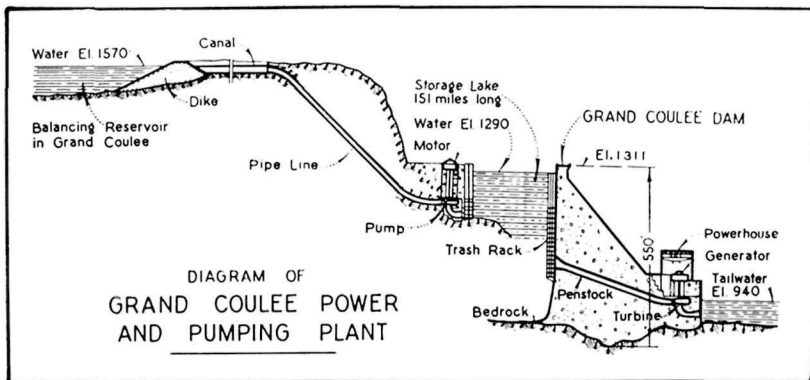 Water El. 1570
Canal
Dike
Balancing Reservoir
in Grand Coulee
Pipe Line
Storage Lake
151 miles long
Water El. 1290
Motor
Pump
GRAND COULEE DAM
El. 1311
Trash Rack
550
Powerhouse
Generator
Tailwater
El. 940
Penstock
Turbine
Bedrock
DIAGRAM OF
GRAND COULEE POWER
AND PUMPING PLANT